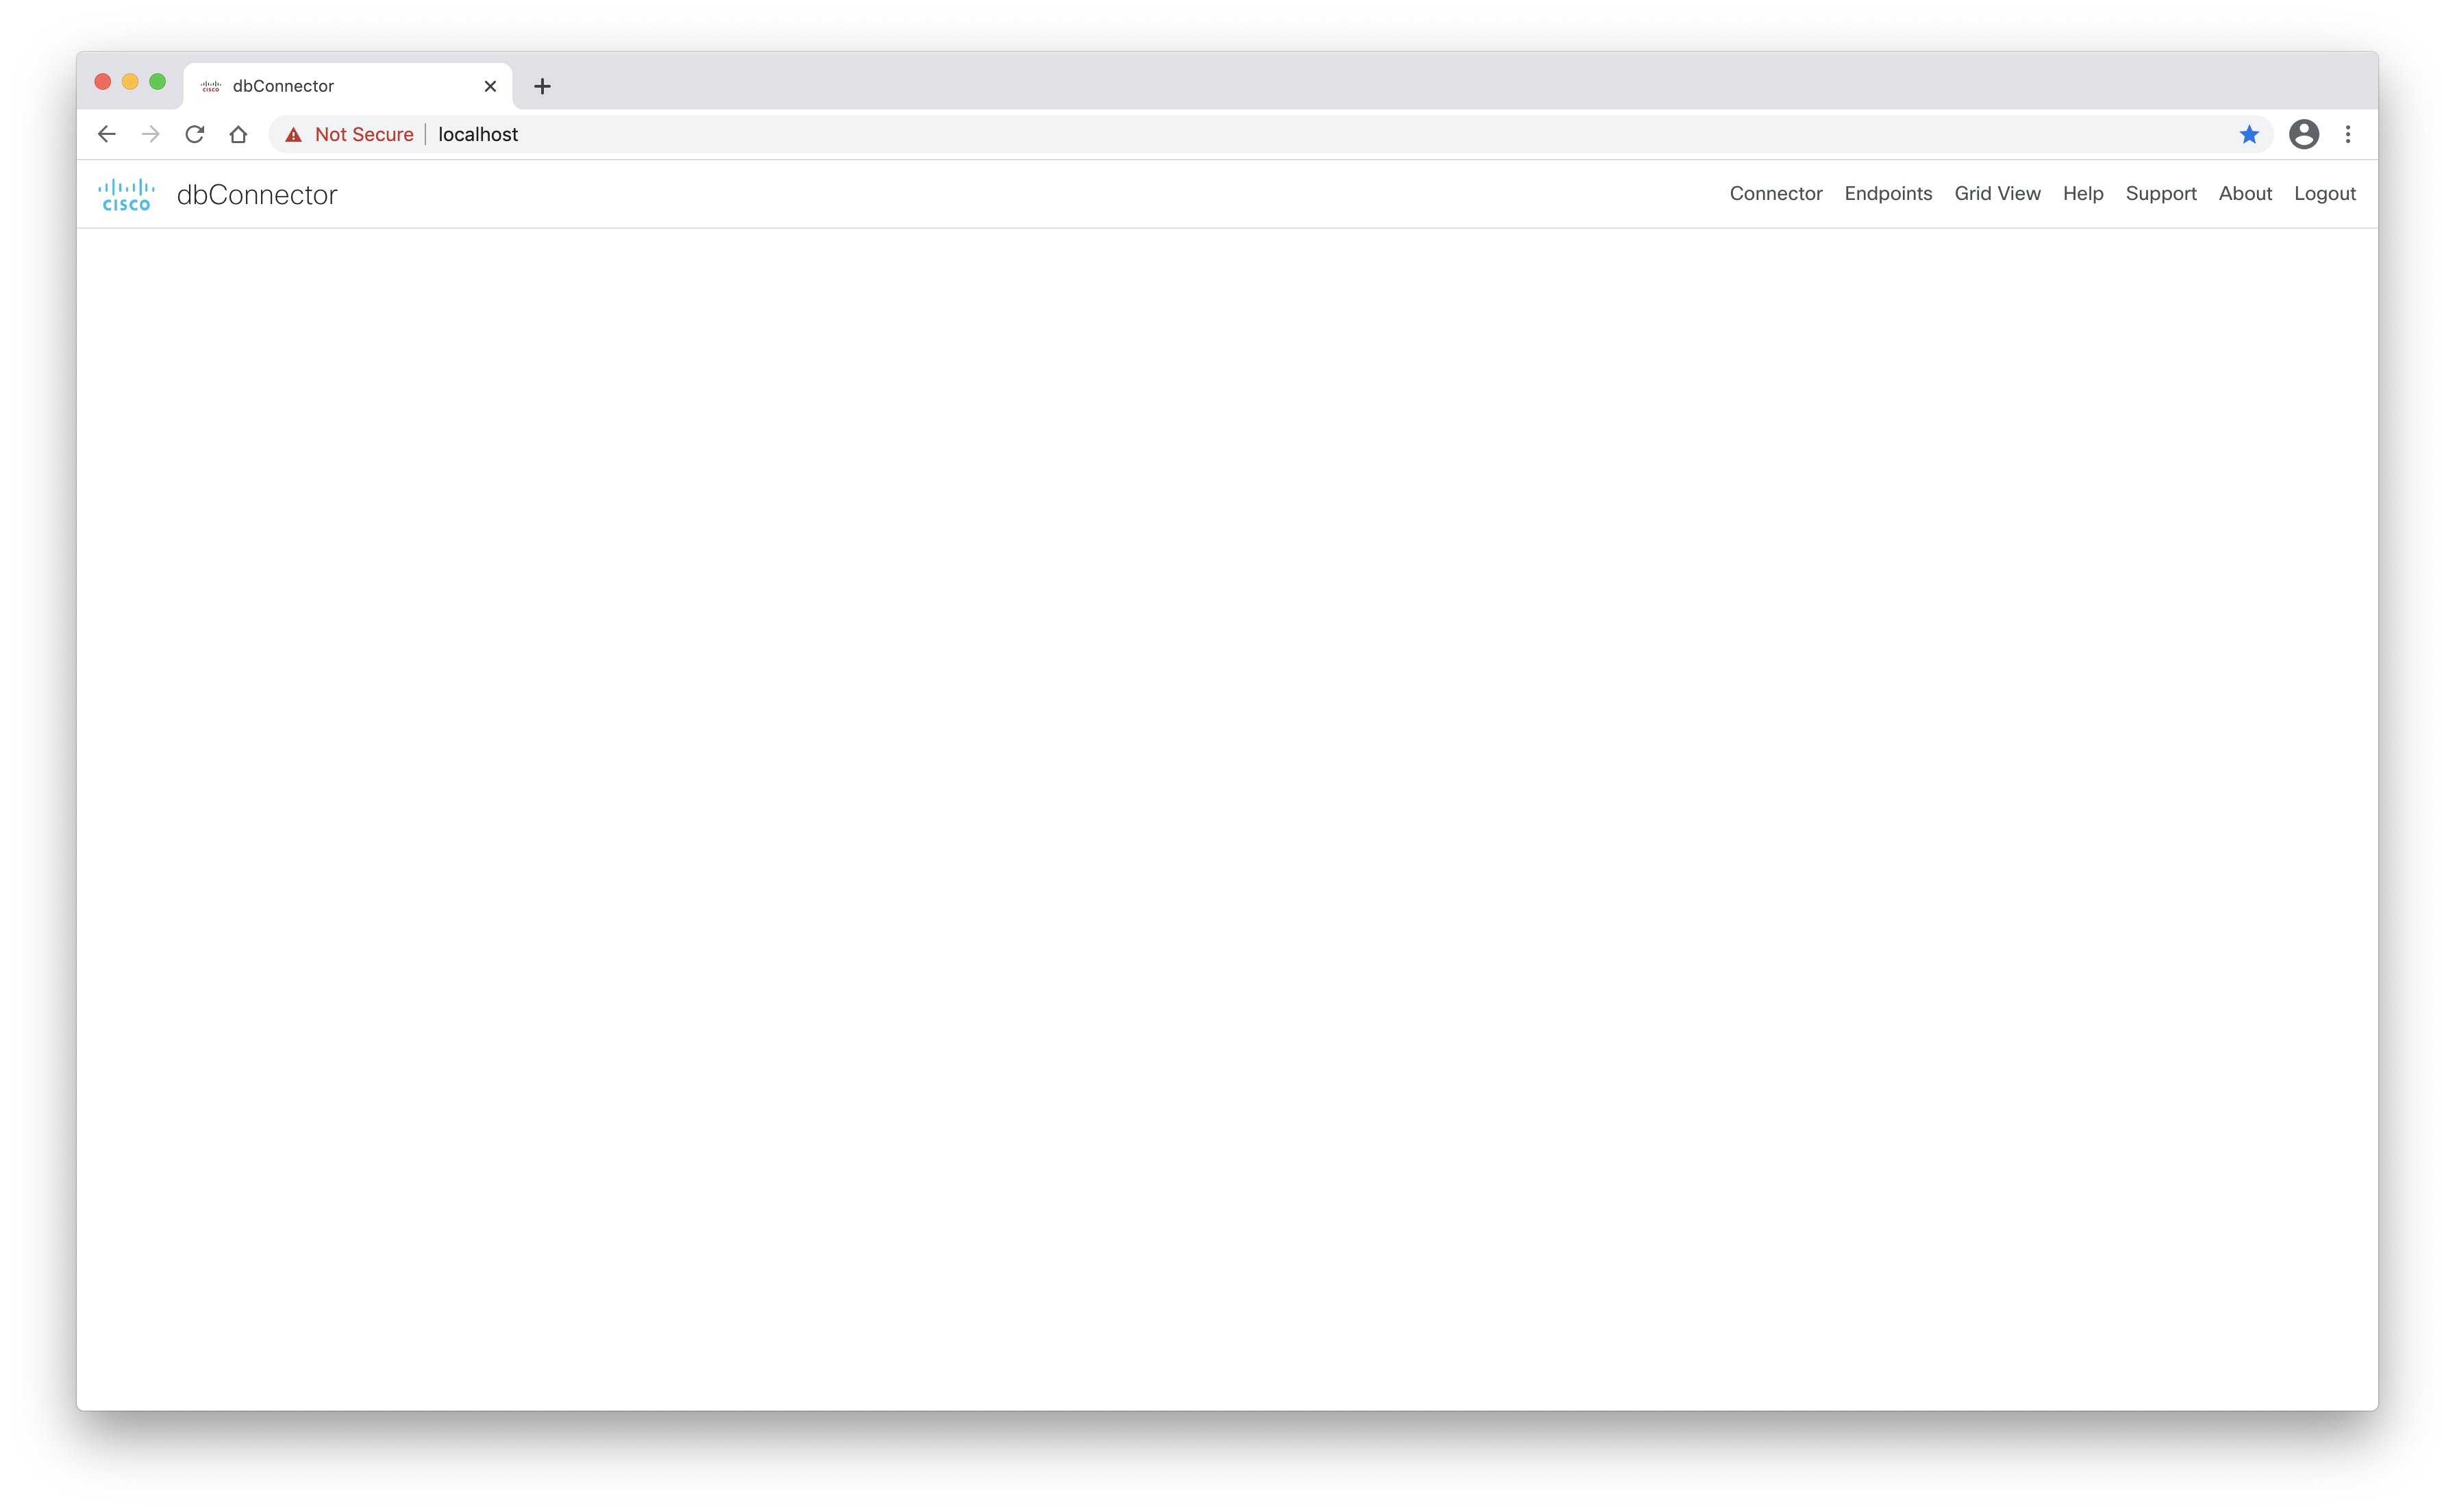 dbConnector
Not Secure localhost
CISCO dbConnector Connector Endpoints Grid View Help Support About Logout